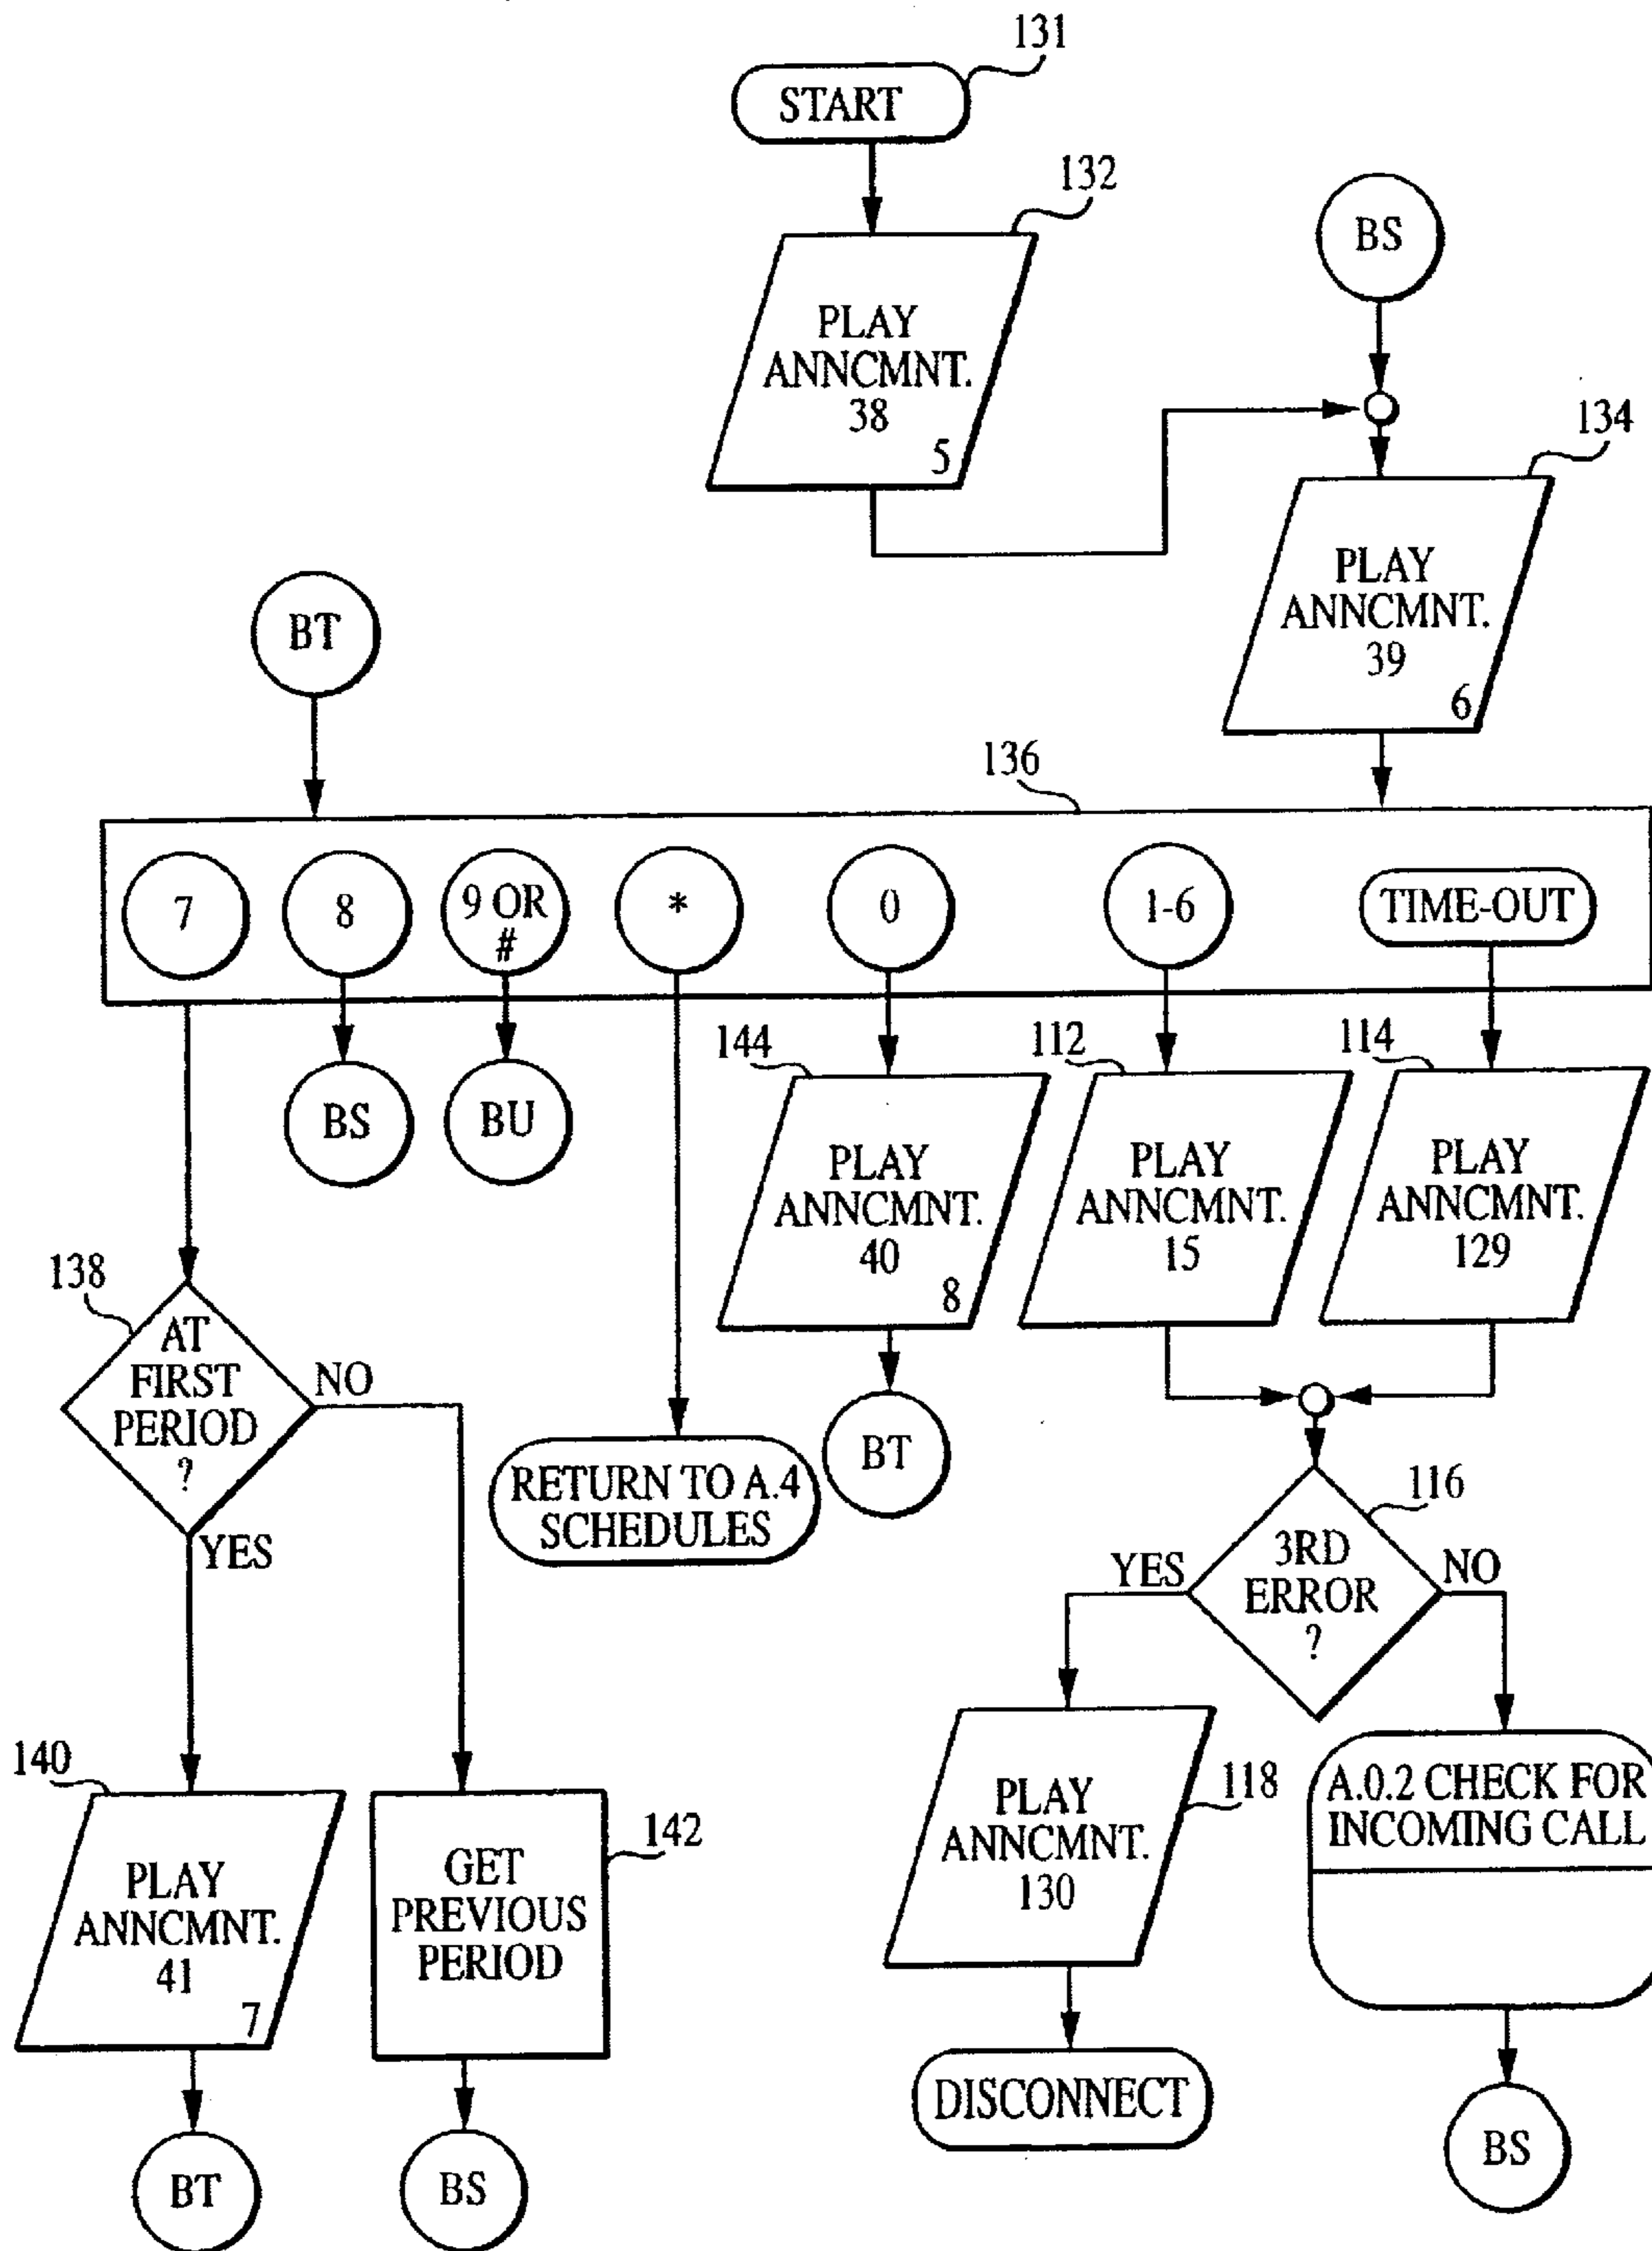 131
START
132
BS
PLAY
ANNCMNT.
38
5
134
PLAY
ANNCMNT.
39
6
BT
136
7
8
9 OR
#
*
0
1-6
TIME-OUT
BS
BU
144
PLAY
ANNCMNT.
40
8
112
PLAY
ANNCMNT.
15
114
PLAY
ANNCMNT.
129
138
AT
FIRST
PERIOD
?
NO
YES
RETURN TO A.4
SCHEDULES
BT
116
3RD
ERROR
?
YES
NO
140
PLAY
ANNCMNT.
41
7
142
GET
PREVIOUS
PERIOD
118
PLAY
ANNCMNT.
130
A.0.2 CHECK FOR
INCOMING CALL
DISCONNECT
BT
BS
BS